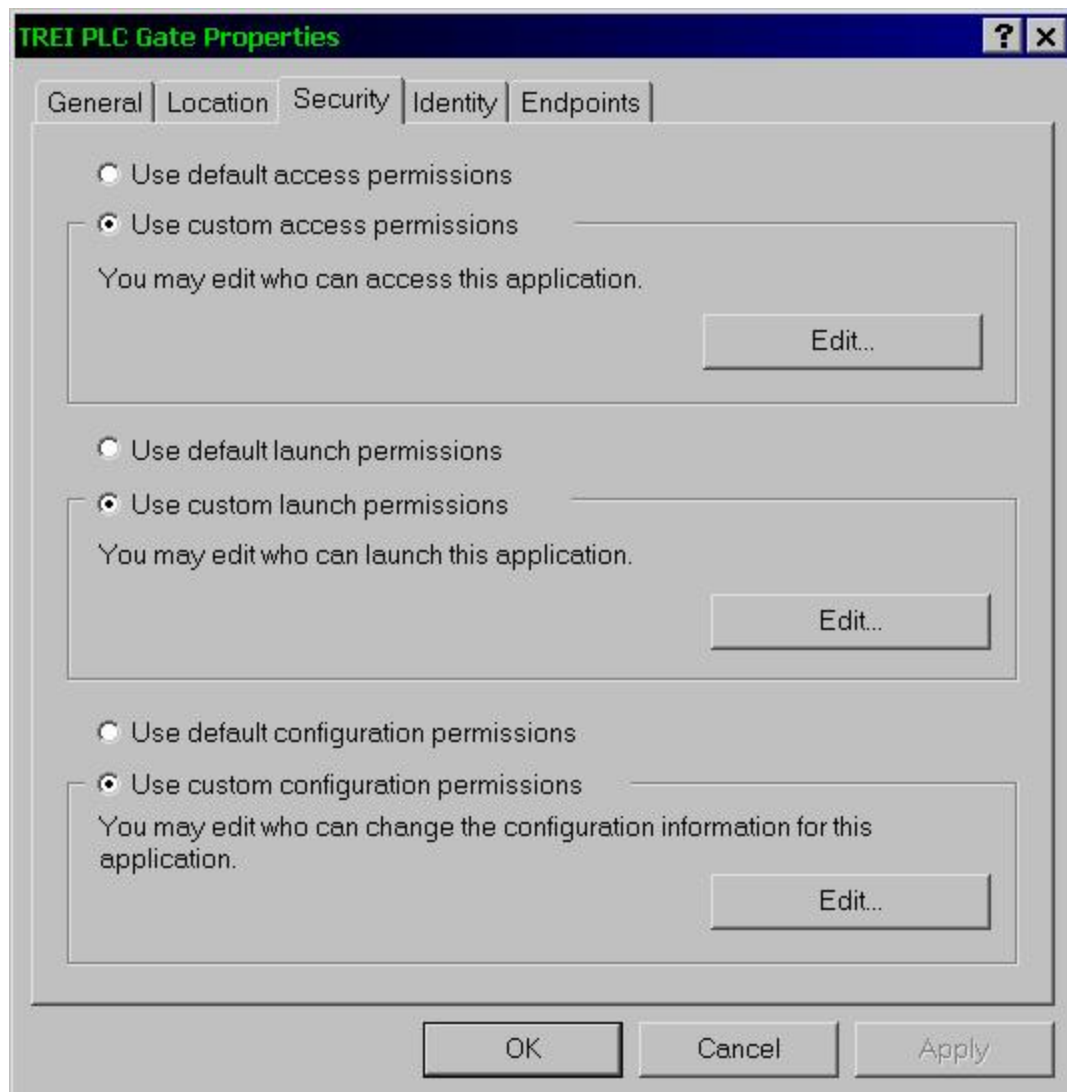 TREI PLC Gate Properties
General Location Security Identity Endpoints
Use default access permissions
Use custom access permissions
You may edit who can access this application.
Edit...
Use default launch permissions
Use custom launch permissions
You may edit who can launch this application.
Edit...
Use default configuration permissions
Use custom configuration permissions
You may edit who can change the configuration information for this
application.
Edit...
OK Cancel Apply